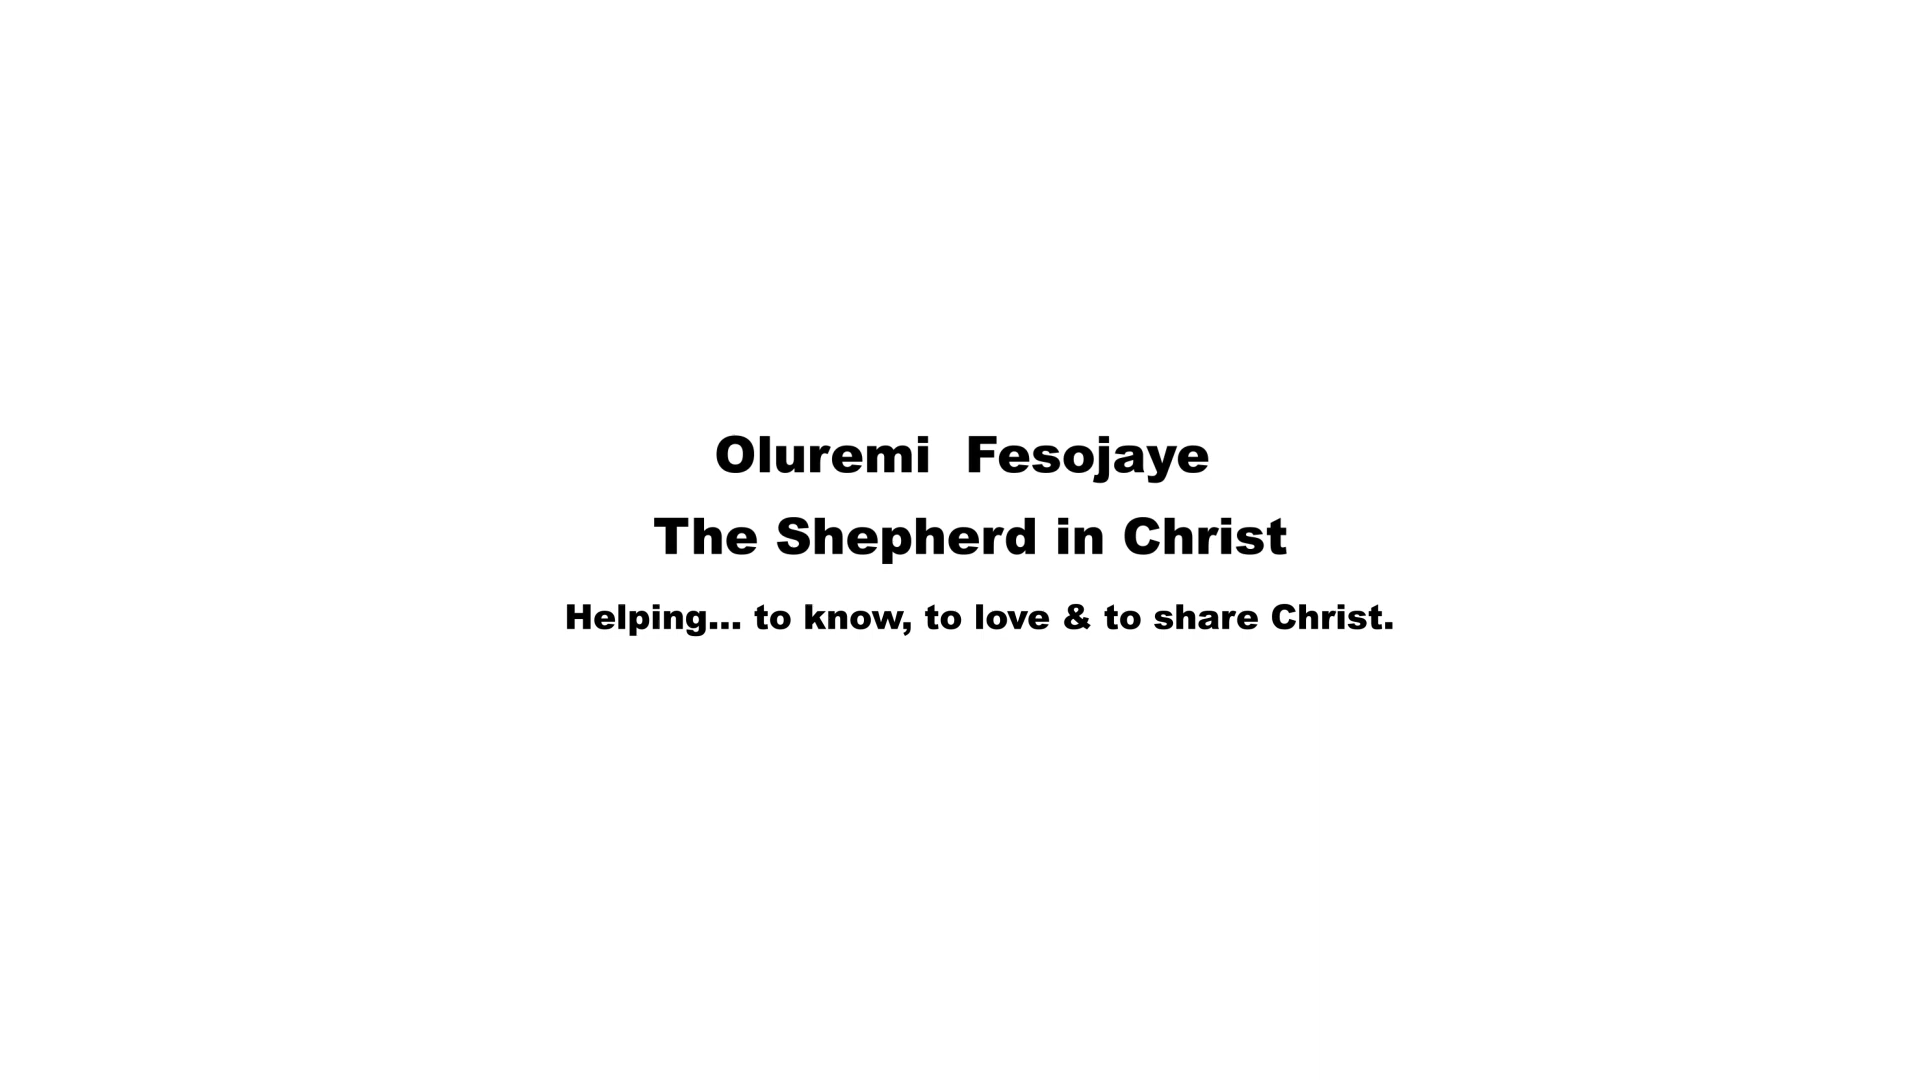 Oluremi  Fesojaye
The Shepherd in Christ
Helping... to know, to love & to share Christ.